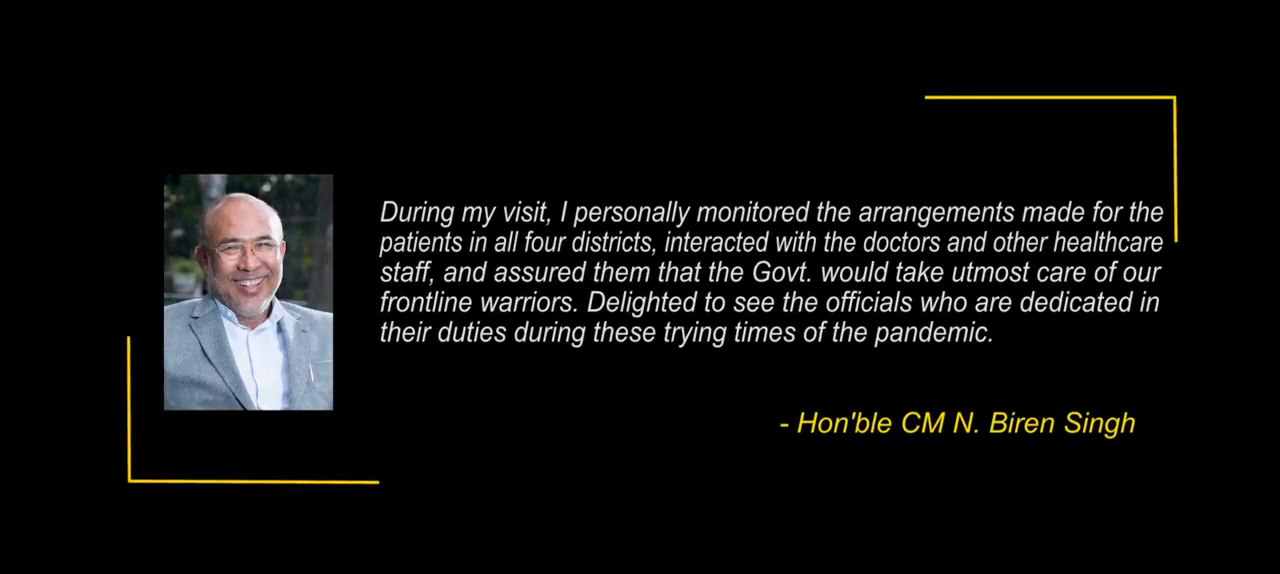 During my visit, I personally monitored the arrangements made for the
patients in all four districts, interacted with the doctors and other healthcare
staff, and assured them that the Govt. would take utmost care of our
frontline warriors. Delighted to see the officials who are dedicated in
their duties during these trying times of the pandemic.
- Hon'ble CM N. Biren Singh